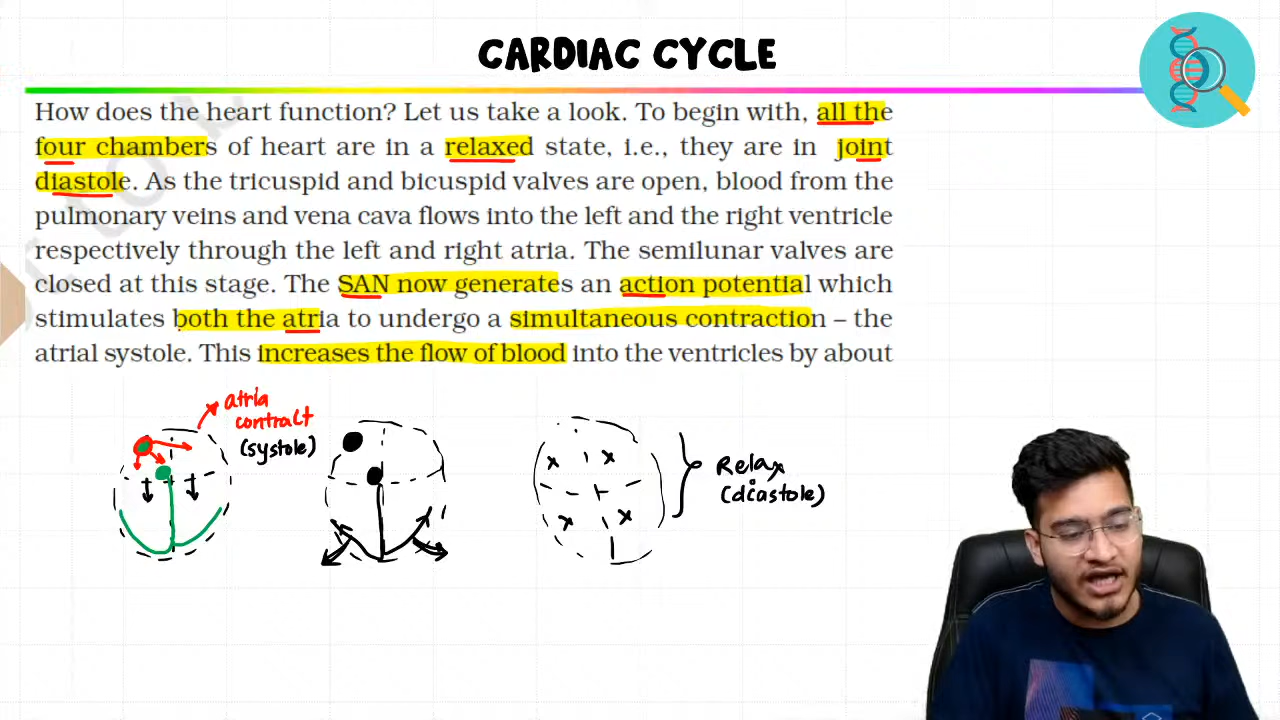 CARDIAC CYCLE
How does the heart function? Let us take a look. To begin with, all the
four chambers of heart are in a relaxed state, i.e., they are in joint
diastole. As the tricuspid and bicuspid valves are open, blood from the
pulmonary veins and vena cava flows into the left and the right ventricle
respectively through the left and right atria. The semilunar valves are
closed at this stage. The SAN now generates an action potential which
stimulates both the atria to undergo a simultaneous contraction – the
atrial systole. This increases the flow of blood into the ventricles by about
atria
contract
(systole)
Relax
(diastole)